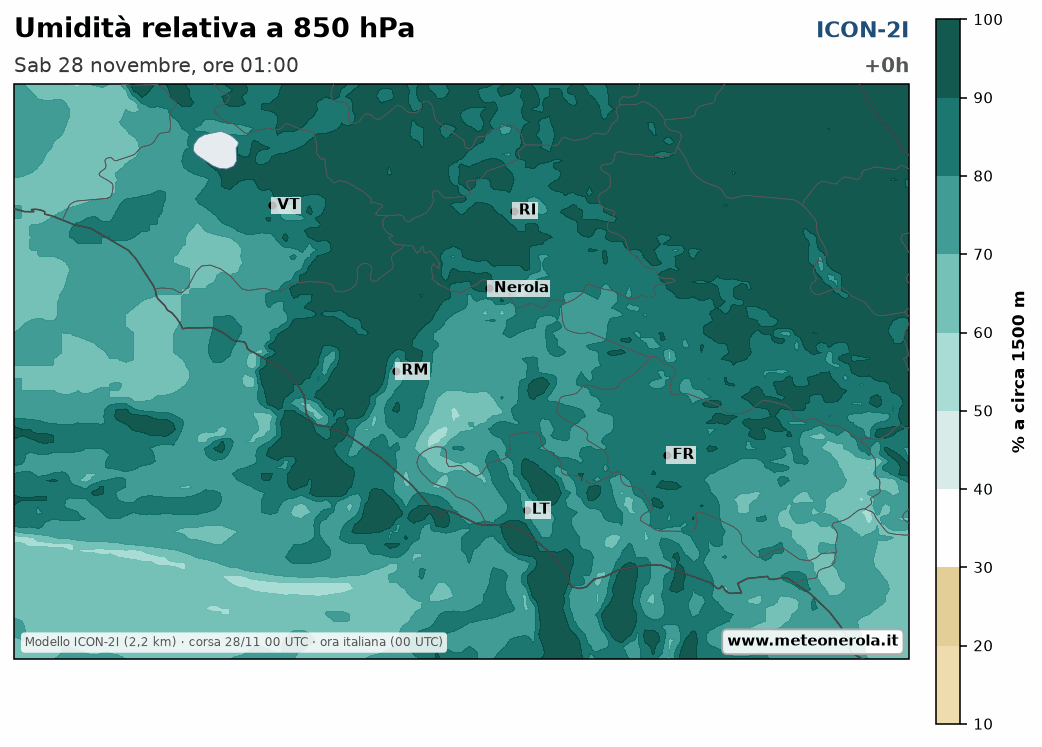 Umidità relativa a 850 hPa
ICON-2I
Sab 28 novembre, ore 01:00
+0h
VT
RI
Nerola
RM
FR
LT
Modello ICON-2I (2,2 km) · corsa 28/11 00 UTC · ora italiana (00 UTC)
www.meteonerola.it
100
90
80
70
60
50
40
30
20
10
% a circa 1500 m